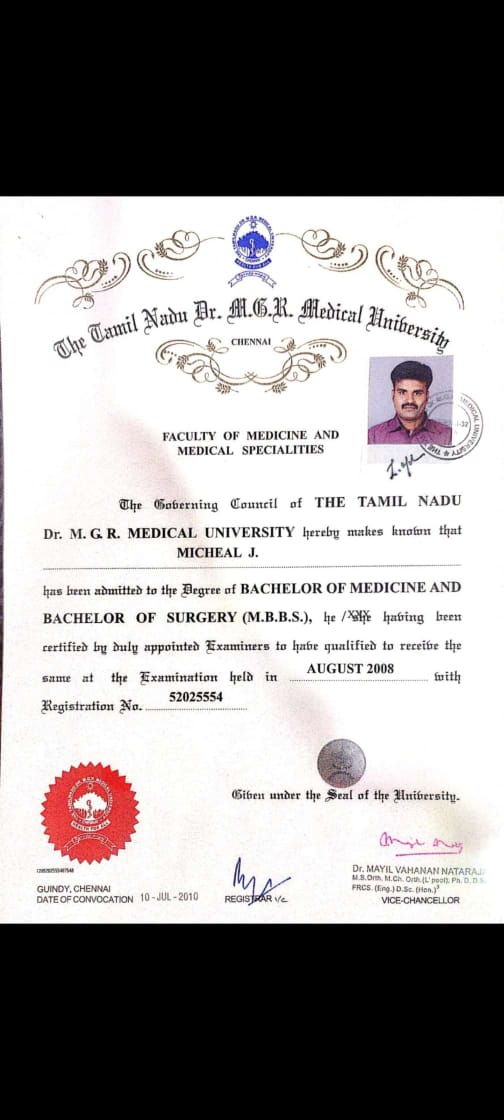 The Tamil Nadu Dr. M.G.R. Medical University
CHENNAI
FACULTY OF MEDICINE AND
MEDICAL SPECIALITIES
The Governing Council of THE TAMIL NADU
Dr. M. G. R. MEDICAL UNIVERSITY hereby makes known that
MICHEAL J.
has been admitted to the Degree of BACHELOR OF MEDICINE AND
BACHELOR OF SURGERY (M.B.B.S.), he / she having been
certified by duly appointed Examiners to have qualified to receive the
same at the Examination held in AUGUST 2008 with
Registration No. 52025554
Given under the Seal of the University.
GUINDY, CHENNAI
DATE OF CONVOCATION 10 - JUL - 2010
REGISTRAR i/c
Dr. MAYIL VAHANAN NATARAJA
M.S.Orth, M.Ch. Orth.(L'pool), Ph. D. D.S.
FRCS. (Eng.) D.Sc. (Hon.)
VICE-CHANCELLOR